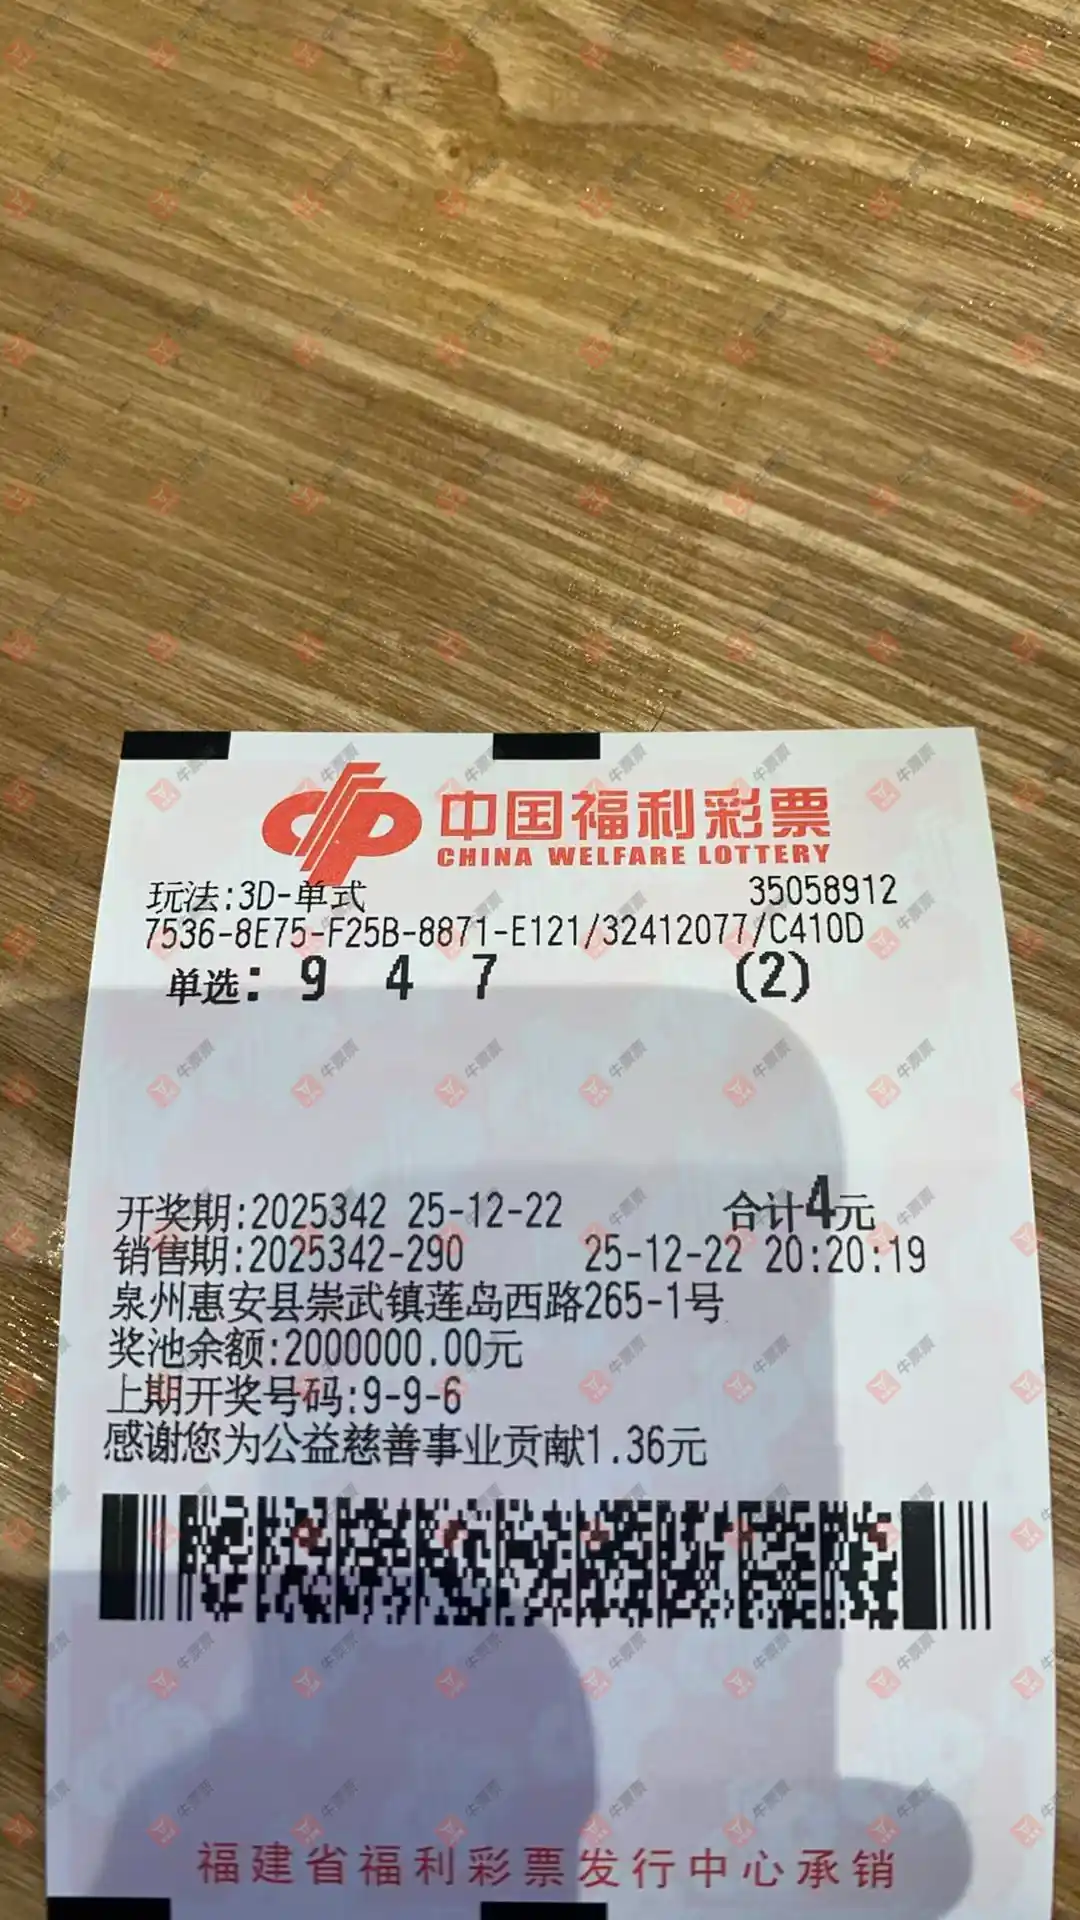 中国福利彩票
CHINA WELFARE LOTTERY
玩法:3D-单式 35058912
7536-8E75-F25B-8871-E121/32412077/C410D
单选: 9 4 7 (2)
开奖期:2025342 25-12-22 合计4元
销售期:2025342-290 25-12-22 20:20:19
泉州惠安县崇武镇莲岛西路265-1号
奖池余额:2000000.00元
上期开奖号码:9-9-6
感谢您为公益慈善事业贡献1.36元
福建省福利彩票发行中心承销
牛票票